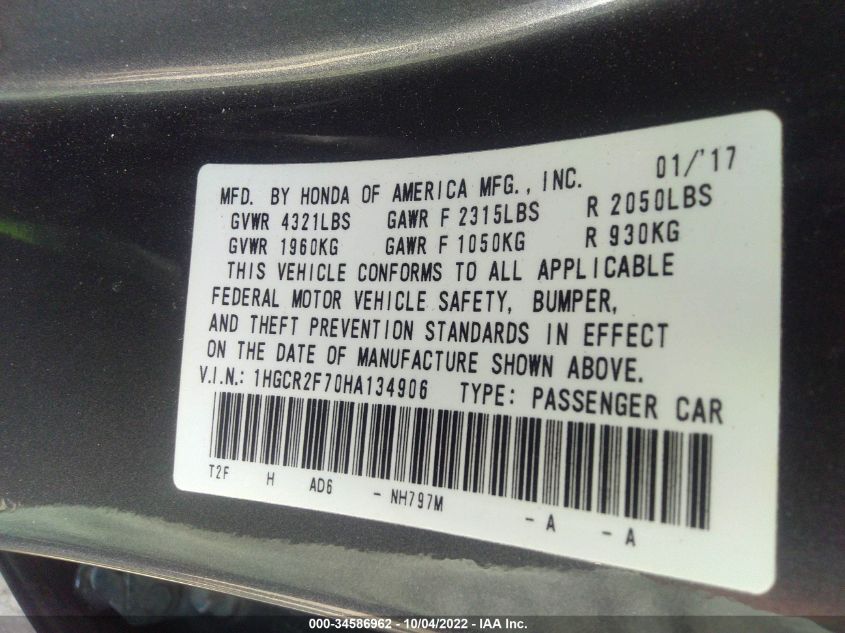 MFD. BY HONDA OF AMERICA MFG., INC. 01/'17
GVWR 4321LBS GAWR F 2315LBS R 2050LBS
GVWR 1960KG GAWR F 1050KG R 930KG
THIS VEHICLE CONFORMS TO ALL APPLICABLE
FEDERAL MOTOR VEHICLE SAFETY, BUMPER,
AND THEFT PREVENTION STANDARDS IN EFFECT
ON THE DATE OF MANUFACTURE SHOWN ABOVE.
V.I.N.: 1HGCR2F70HA134906 TYPE: PASSENGER CAR
T2F H AD6 - NH797M - A - A
000-34586962 - 10/04/2022 - IAA Inc.